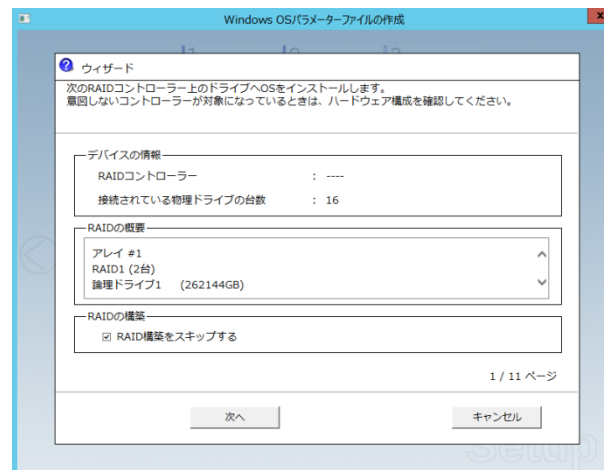 Windows OSパラメーターファイルの作成
x
1 2 3
? ウィザード
次のRAIDコントローラー上のドライブへOSをインストールします。
意図しないコントローラーが対象になっているときは、ハードウェア構成を確認してください。
デバイスの情報
RAIDコントローラー : ----
接続されている物理ドライブの台数 : 16
RAIDの概要
アレイ #1
RAID1 (2台)
論理ドライブ1 (262144GB)
RAIDの構築
RAID構築をスキップする
1 / 11 ページ
次へ キャンセル
Setup